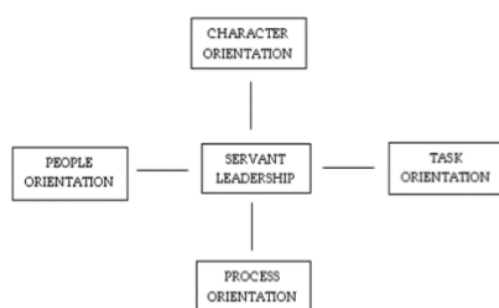 CHARACTER
ORIENTATION
PEOPLE
ORIENTATION
SERVANT
LEADERSHIP
TASK
ORIENTATION
PROCESS
ORIENTATION